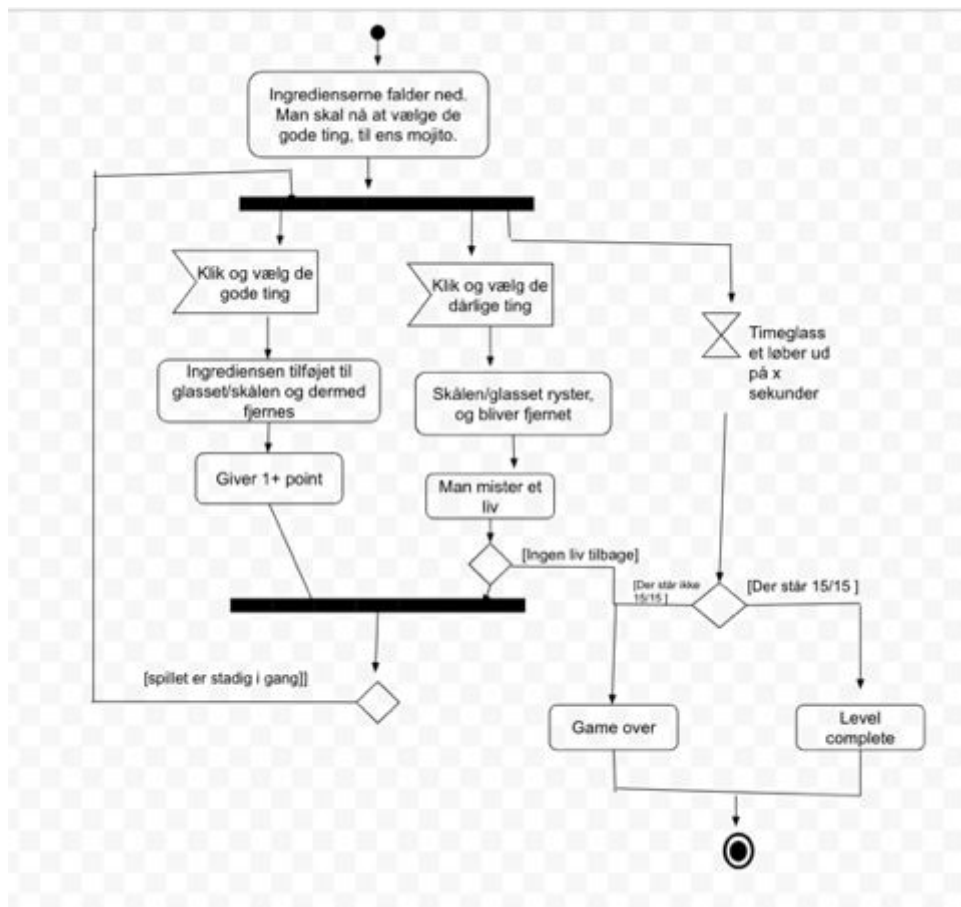 Ingredienserne falder ned.
Man skal nå at vælge de
gode ting, til ens mojito.
Klik og vælg de
gode ting
Klik og vælg de
dårlige ting
Timeglass
et løber ud
på x
sekunder
Ingrediensen tilføjet til
glasset/skålen og dermed
fjernes
Skålen/glasset ryster,
og bliver fjernet
Giver 1+ point
Man mister et
liv
[Ingen liv tilbage]
[Der står ikke
15/15 ]
[Der står 15/15 ]
[spillet er stadig i gang]]
Game over
Level
complete